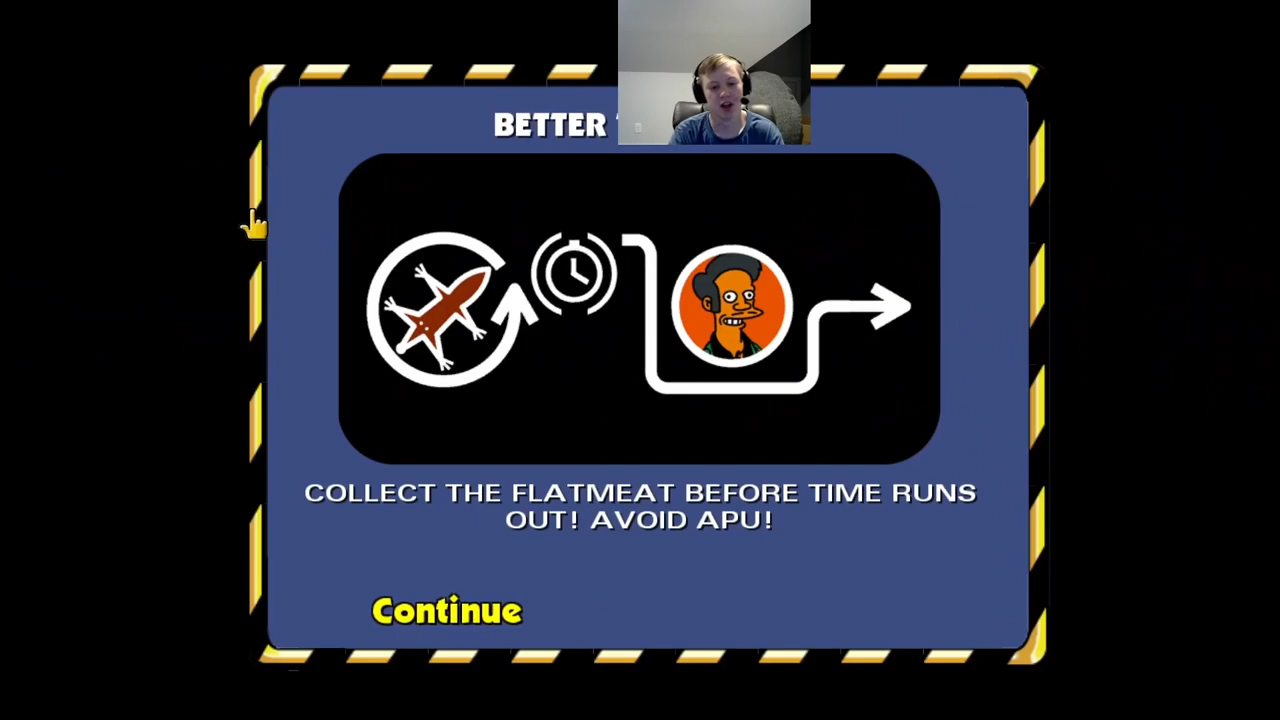 BETTER
COLLECT THE FLATMEAT BEFORE TIME RUNS
OUT! AVOID APU!
Continue